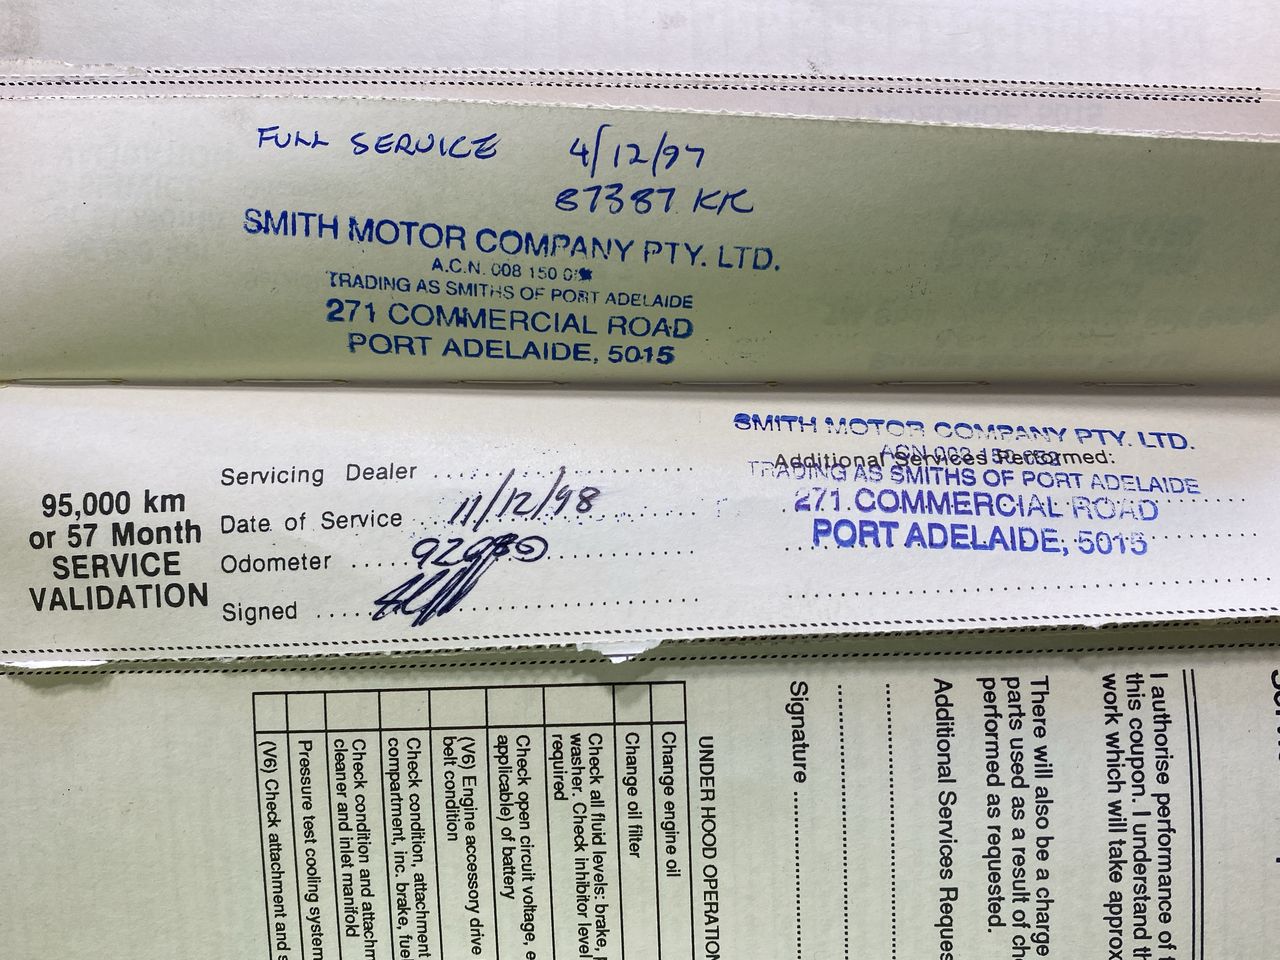 FULL SERVICE 4/12/97
87387 KK
SMITH MOTOR COMPANY PTY. LTD.
A.C.N. 008 150
TRADING AS SMITHS OF PORT ADELAIDE
271 COMMERCIAL ROAD
PORT ADELAIDE, 5015
95,000 km
or 57 Month
SERVICE
VALIDATION
Servicing Dealer
Date of Service 11/12/98
Odometer
Signed
SMITH MOTOR COMPANY PTY. LTD.
Additional Services Performed:
TRADING AS SMITHS OF PORT ADELAIDE
271 COMMERCIAL ROAD
PORT ADELAIDE, 5015
I authorise performance of
this coupon. I understand
work which will take approx
There will also be a charge
parts used as a result of
performed as requested.
Additional Services
Signature
UNDER HOOD
Change engine oil
Change oil filter
Check all fluid levels: brake,
washer. Check inhibitor level
required
Check open circuit voltage,
applicable) of battery
(V6) Engine accessory drive
belt condition
Check condition, attachment
compartment, inc. brake,
Check condition and
cleaner and inlet manifold
Pressure test cooling system
(V6) Check attachment and